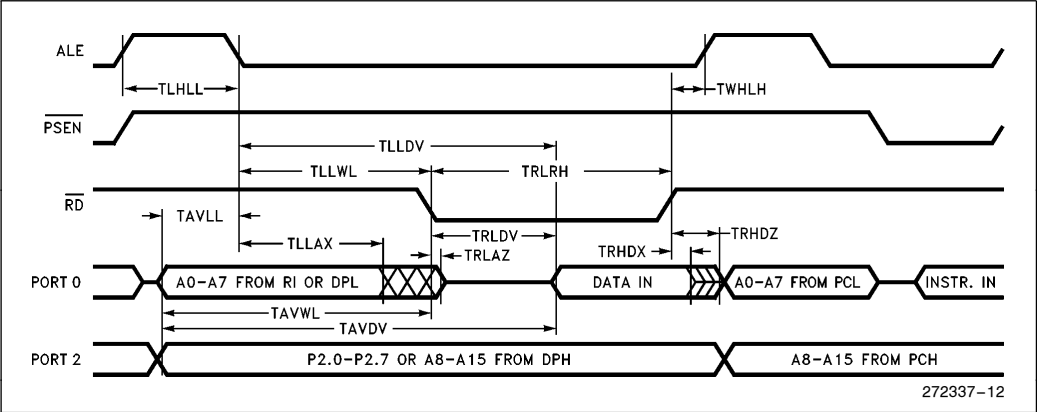 ALE
TLHLL
TWHLH
PSEN
TLLDV
TLLWL
TRLRH
RD
TAVLL
TRLDV
TRHDZ
TLLAX
TRLAZ
TRHDX
PORT 0
A0-A7 FROM RI OR DPL
DATA IN
A0-A7 FROM PCL
INSTR. IN
TAVWL
TAVDV
PORT 2
P2.0-P2.7 OR A8-A15 FROM DPH
A8-A15 FROM PCH
272337-12